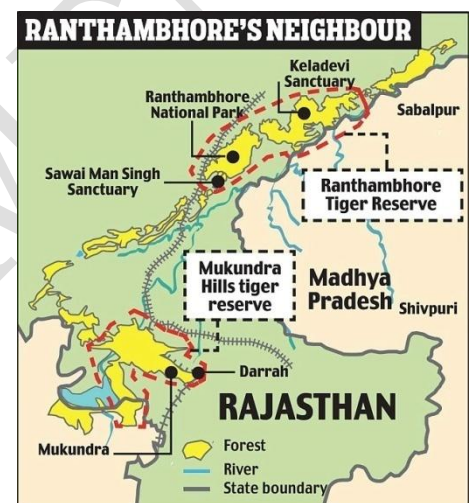 RANTHAMBHORE'S NEIGHBOUR
Keladevi
Sanctuary
Ranthambhore
National Park
Sabalpur
Sawai Man Singh
Sanctuary
Ranthambhore
Tiger Reserve
Mukundra
Hills tiger
reserve
Madhya
Pradesh
Shivpuri
Darrah
RAJASTHAN
Mukundra
Forest
River
State boundary